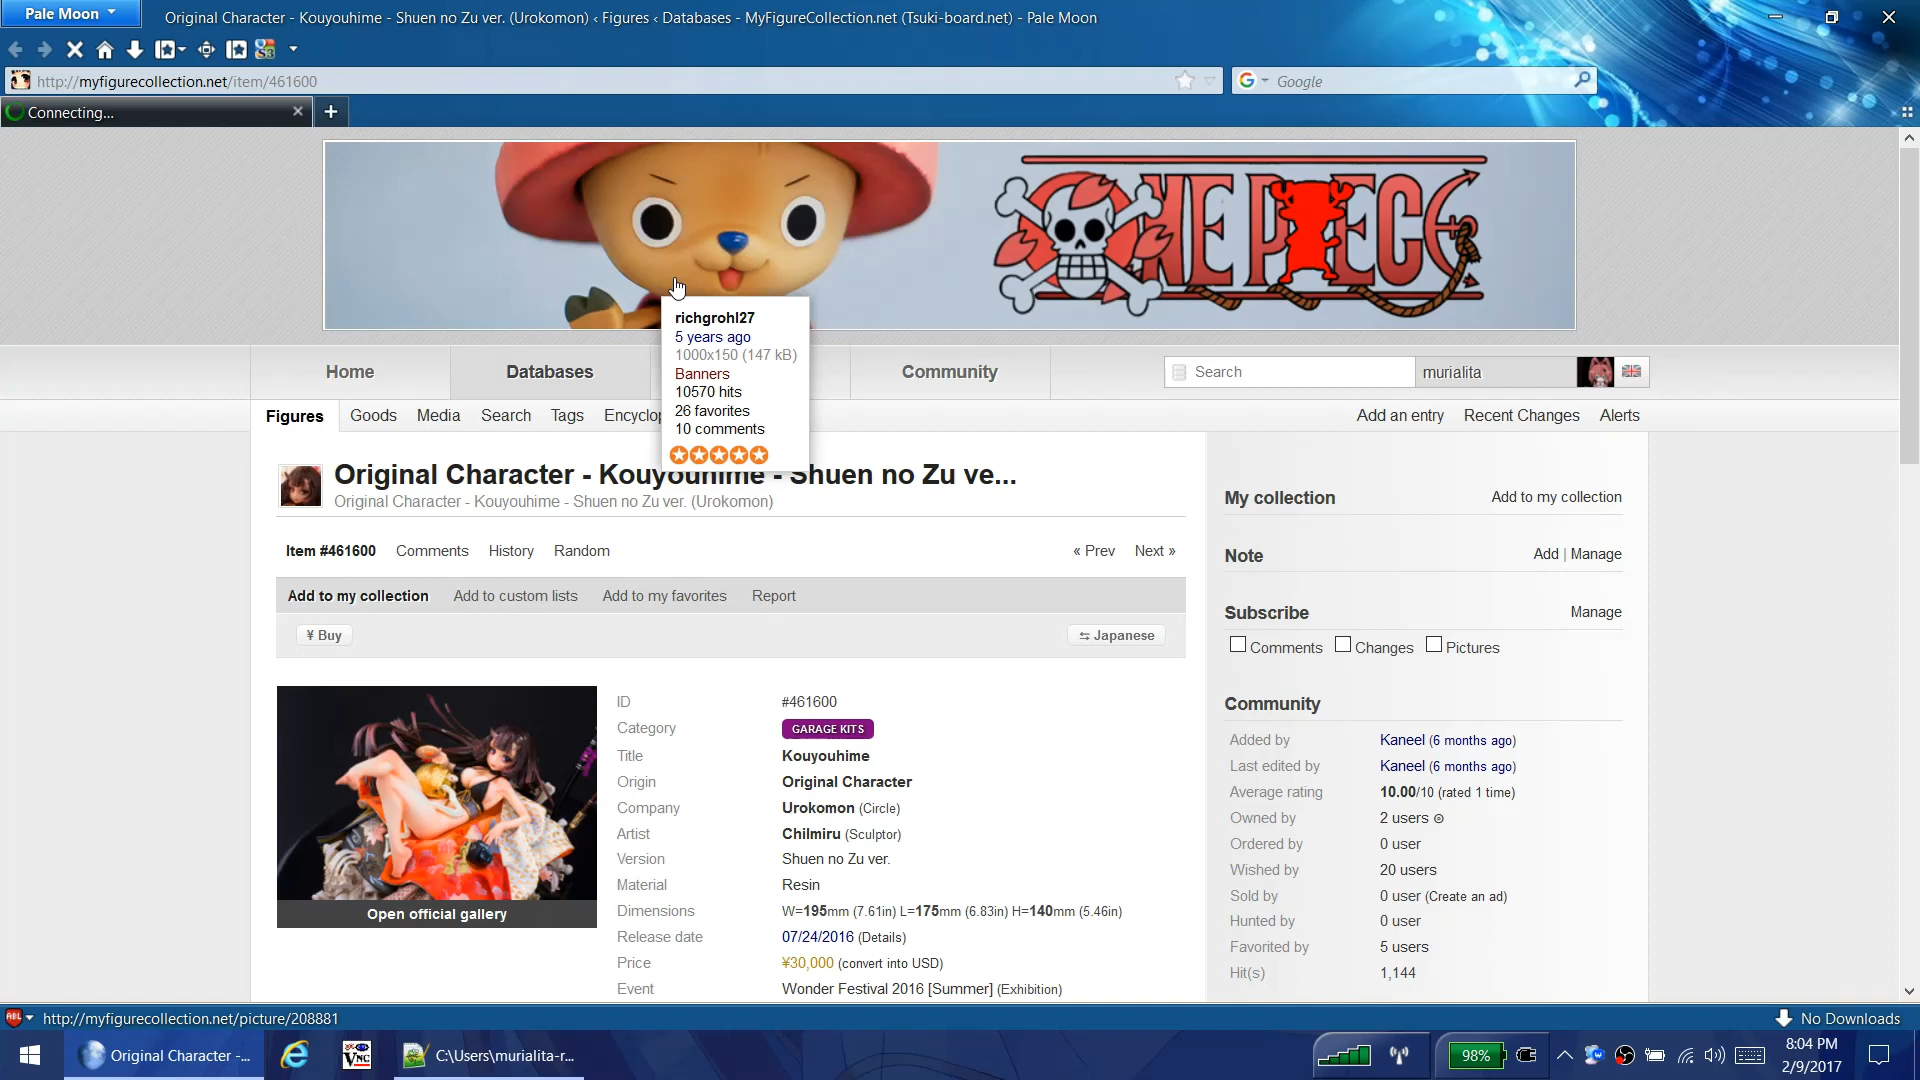 Pale Moon
Original Character - Kouyouhime - Shuen no Zu ver. (Urokomon) ‹ Figures ‹ Databases - MyFigureCollection.net (Tsuki-board.net) - Pale Moon
http://myfigurecollection.net/item/461600
Google
Connecting...
ONE PIECE
richgrohl27
5 years ago
1000x150 (147 kB)
Banners
10570 hits
26 favorites
10 comments
Home
Databases
Community
Search
murialita
Figures
Goods
Media
Search
Tags
Encyclop
Add an entry
Recent Changes
Alerts
Original Character - Kouyouhime - Shuen no Zu ve...
Original Character - Kouyouhime - Shuen no Zu ver. (Urokomon)
Item #461600
Comments
History
Random
« Prev
Next »
Add to my collection
Add to custom lists
Add to my favorites
Report
¥ Buy
⇆ Japanese
Open official gallery
ID #461600
Category GARAGE KITS
Title Kouyouhime
Origin Original Character
Company Urokomon (Circle)
Artist Chilmiru (Sculptor)
Version Shuen no Zu ver.
Material Resin
Dimensions W=195mm (7.61in) L=175mm (6.83in) H=140mm (5.46in)
Release date 07/24/2016 (Details)
Price ¥30,000 (convert into USD)
Event Wonder Festival 2016 [Summer] (Exhibition)
My collection Add to my collection
Note Add | Manage
Subscribe Manage
Comments Changes Pictures
Community
Added by Kaneel (6 months ago)
Last edited by Kaneel (6 months ago)
Average rating 10.00/10 (rated 1 time)
Owned by 2 users
Ordered by 0 user
Wished by 20 users
Sold by 0 user (Create an ad)
Hunted by 0 user
Favorited by 5 users
Hit(s) 1,144
ABL
http://myfigurecollection.net/picture/208881
No Downloads
Original Character -...
VNC
C:\Users\murialita-r...
98%
8:04 PM
2/9/2017